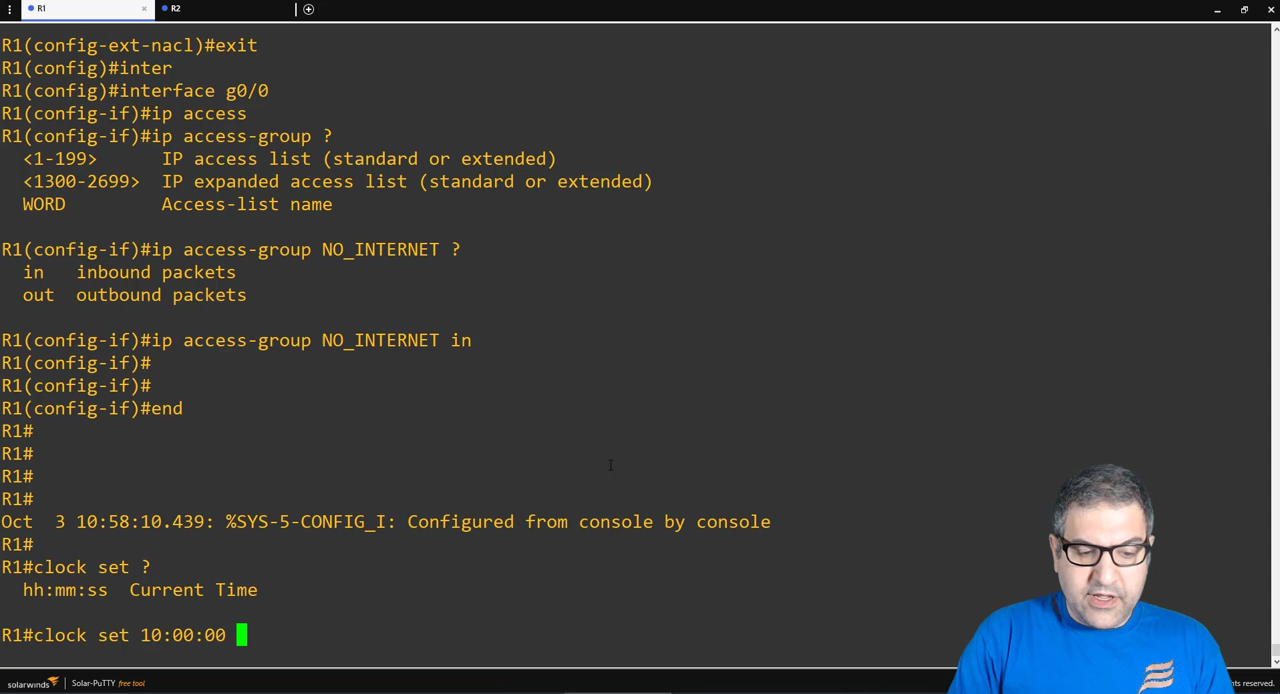 R1
R2
R1(config-ext-nacl)#exit
R1(config)#inter
R1(config)#interface g0/0
R1(config-if)#ip access
R1(config-if)#ip access-group ?
<1-199> IP access list (standard or extended)
<1300-2699> IP expanded access list (standard or extended)
WORD Access-list name
R1(config-if)#ip access-group NO_INTERNET ?
in inbound packets
out outbound packets
R1(config-if)#ip access-group NO_INTERNET in
R1(config-if)#
R1(config-if)#
R1(config-if)#end
R1#
R1#
R1#
R1#
Oct 3 10:58:10.439: %SYS-5-CONFIG_I: Configured from console by console
R1#
R1#clock set ?
hh:mm:ss Current Time
R1#clock set 10:00:00
solarwinds Solar-PuTTY free tool
nts reserved.